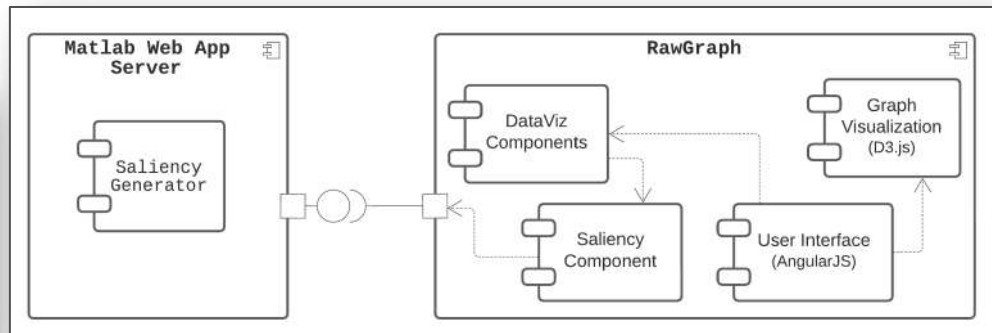 Matlab Web App
Server
Saliency
Generator
RawGraph
DataViz
Components
Graph
Visualization
(D3.js)
Saliency
Component
User Interface
(AngularJS)